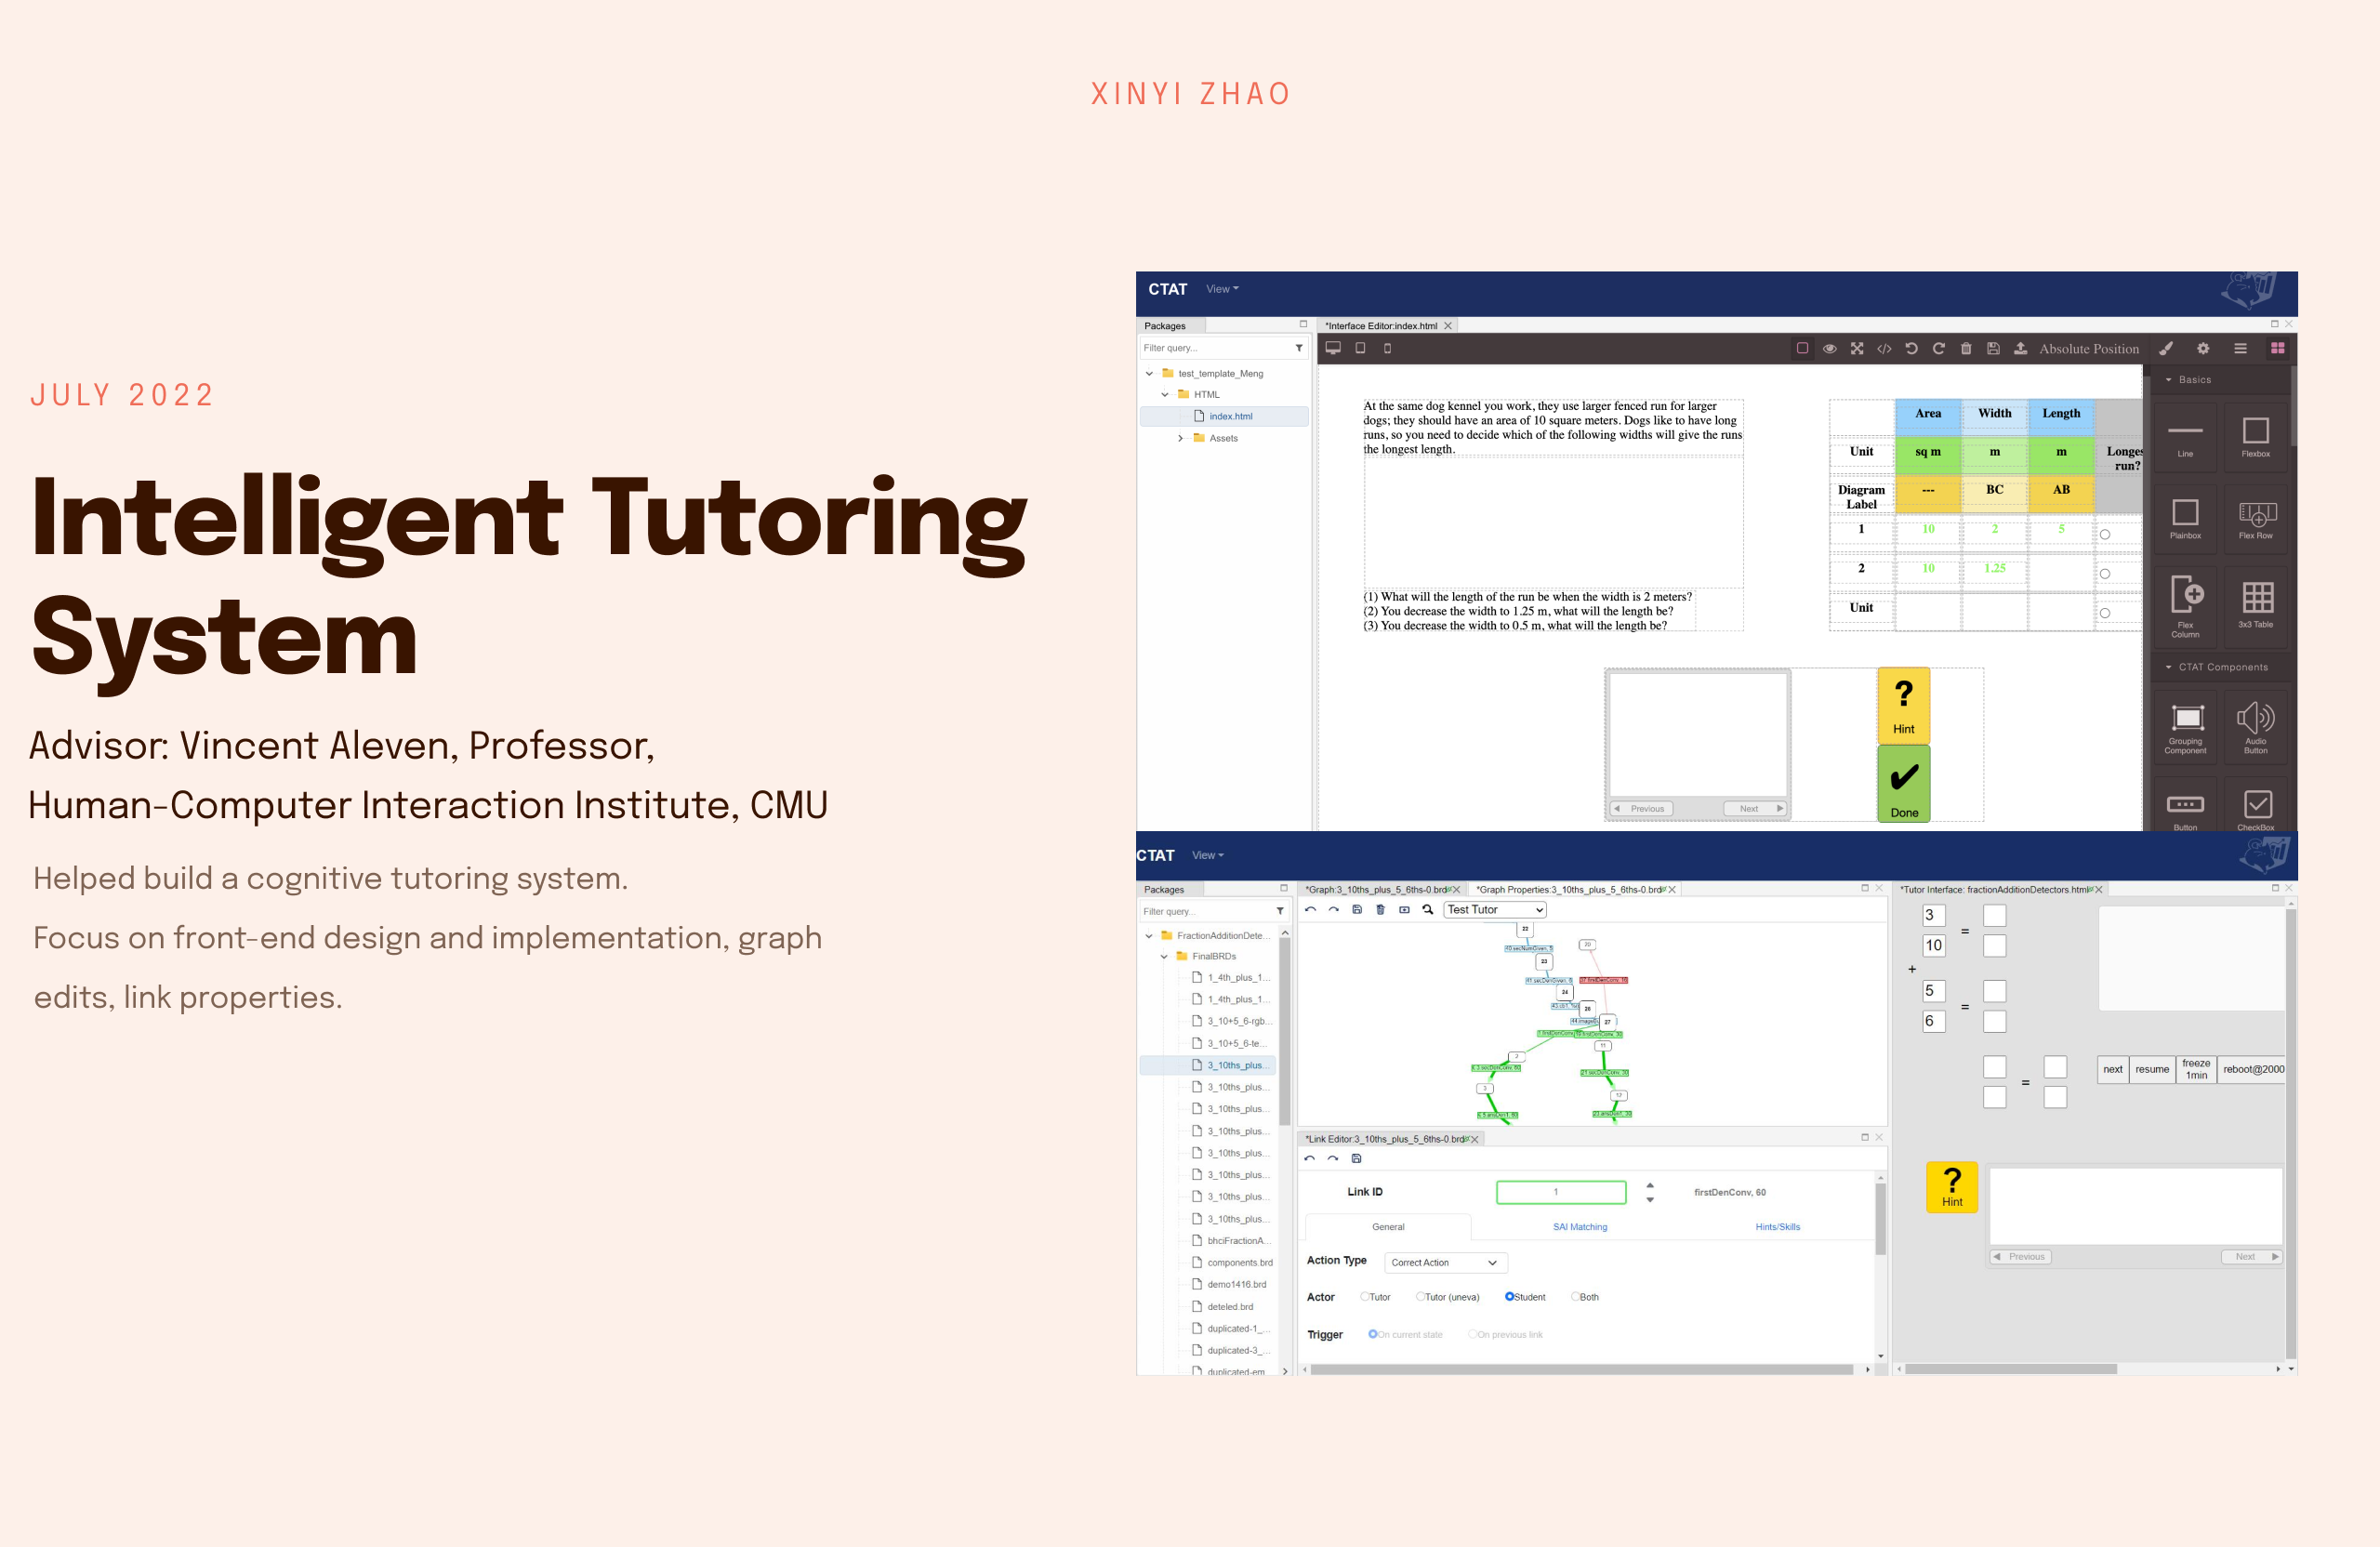 XINYI ZHAO
JULY 2022
Intelligent Tutoring
System
Advisor: Vincent Aleven, Professor,
Human-Computer Interaction Institute, CMU
Helped build a cognitive tutoring system.
Focus on front-end design and implementation, graph
edits, link properties.
CTAT View
Packages
Filter query...
test_template_Meng
HTML
index.html
Assets
*Interface Editor:index.html
Absolute Position
At the same dog kennel you work, they use larger fenced run for larger
dogs; they should have an area of 10 square meters. Dogs like to have long
runs, so you need to decide which of the following widths will give the runs
the longest length.
(1) What will the length of the run be when the width is 2 meters?
(2) You decrease the width to 1.25 m, what will the length be?
(3) You decrease the width to 0.5 m, what will the length be?
Area Width Length
Unit sq m m m Longes
run?
Diagram
Label
--- BC AB
1 10 2 5
2 10 1.25
Unit
Previous Next
?
Hint
Done
Basics
Line Flexbox
Plainbox Flex Row
Flex
Column
3x3 Table
CTAT Components
Grouping
Component
Audio
Button
Button CheckBox
CTAT View
Packages
Filter query...
FractionAdditionDete...
FinalBRDs
1_4th_plus_1...
1_4th_plus_1...
3_10+5_6-rgb...
3_10+5_6-te...
3_10ths_plus...
3_10ths_plus...
3_10ths_plus...
3_10ths_plus...
3_10ths_plus...
3_10ths_plus...
3_10ths_plus...
3_10ths_plus...
bhciFractionA...
components.brd
demo1416.brd
deteled.brd
duplicated-1_...
duplicated-3_...
duplicated-em
*Graph:3_10ths_plus_5_6ths-0.brd
*Graph Properties:3_10ths_plus_5_6ths-0.brd
Test Tutor
22
23
24
26
27
11
2
3
12
*Link Editor:3_10ths_plus_5_6ths-0.brd
Link ID 1 firstDenConv, 60
General SAI Matching Hints/Skills
Action Type Correct Action
Actor Tutor Tutor (uneva) Student Both
Trigger On current state On previous link
*Tutor Interface: fractionAdditionDetectors.html
3
=
10
+
5
=
6
=
next resume freeze
1min reboot@2000
?
Hint
Previous Next